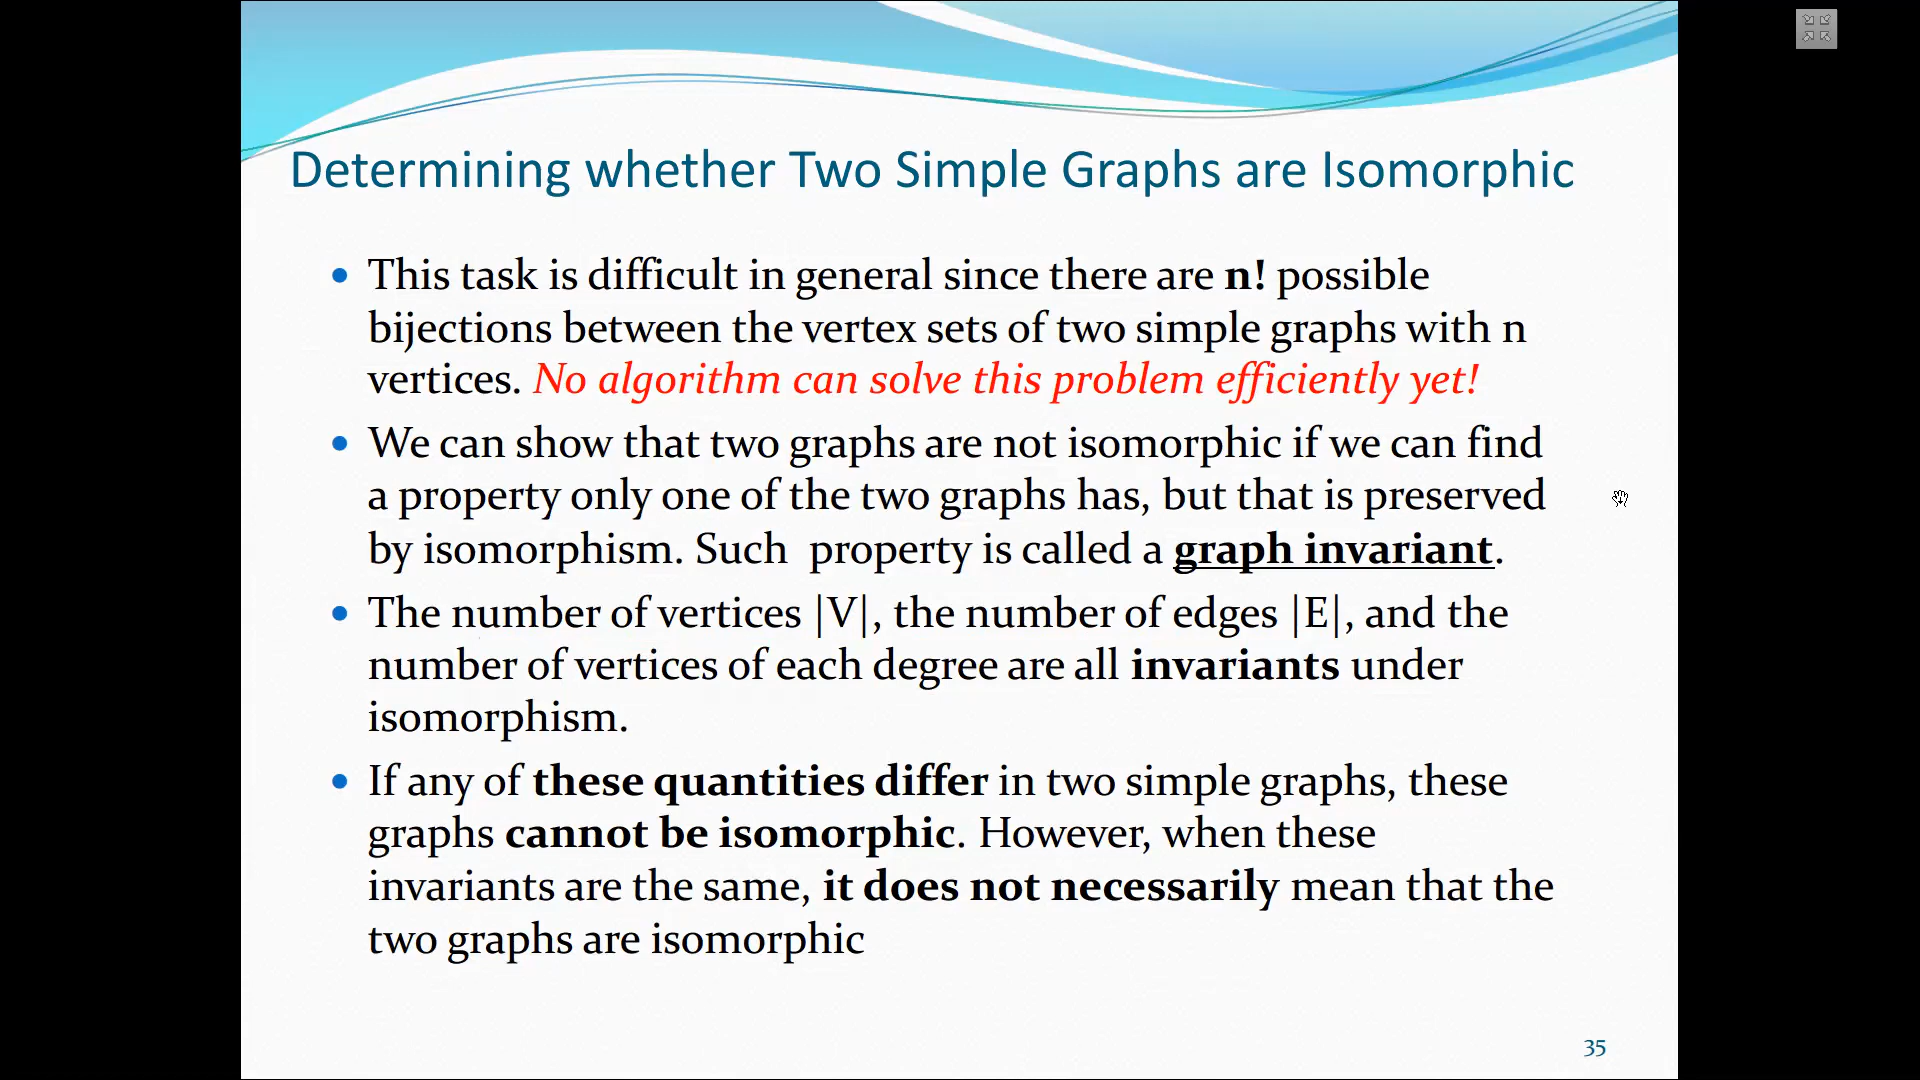 Determining whether Two Simple Graphs are Isomorphic
• This task is difficult in general since there are n! possible
bijections between the vertex sets of two simple graphs with n
vertices. No algorithm can solve this problem efficiently yet!
• We can show that two graphs are not isomorphic if we can find
a property only one of the two graphs has, but that is preserved
by isomorphism. Such  property is called a graph invariant.
• The number of vertices |V|, the number of edges |E|, and the
number of vertices of each degree are all invariants under
isomorphism.
• If any of these quantities differ in two simple graphs, these
graphs cannot be isomorphic. However, when these
invariants are the same, it does not necessarily mean that the
two graphs are isomorphic
35